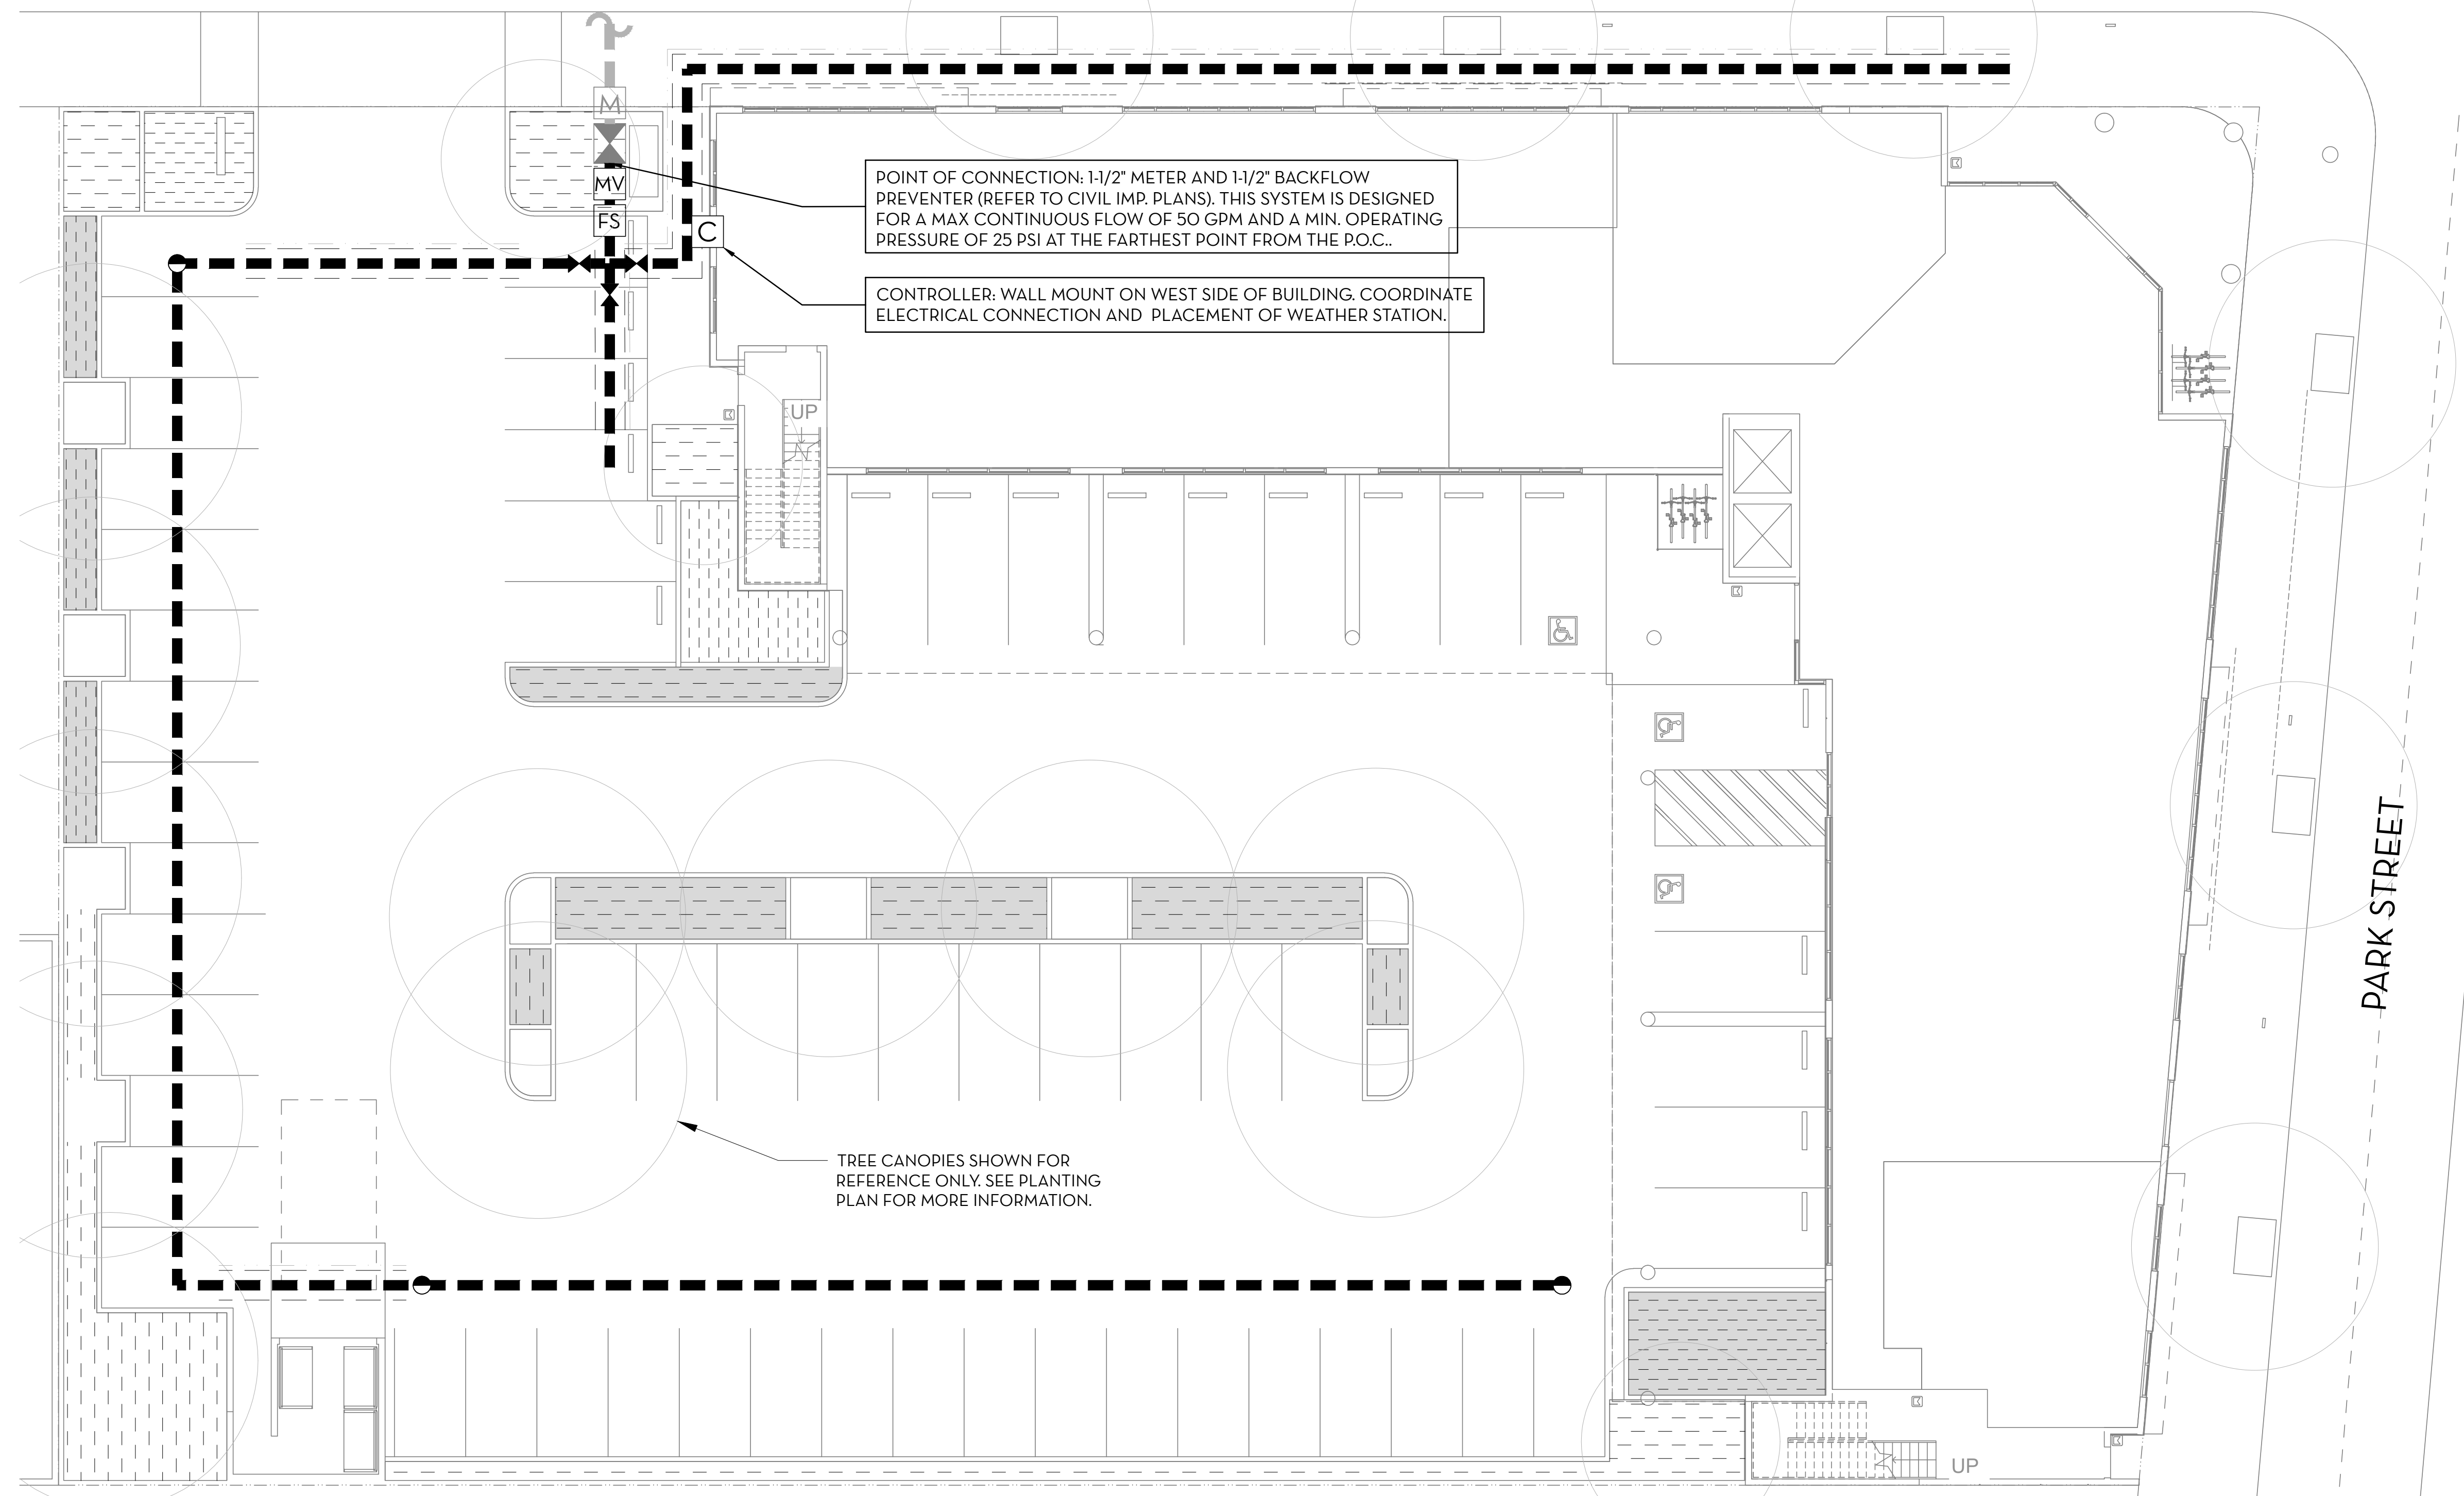 M
MV
FS
C
POINT OF CONNECTION: 1-1/2" METER AND 1-1/2" BACKFLOW
PREVENTER (REFER TO CIVIL IMP. PLANS). THIS SYSTEM IS DESIGNED
FOR A MAX CONTINUOUS FLOW OF 50 GPM AND A MIN. OPERATING
PRESSURE OF 25 PSI AT THE FARTHEST POINT FROM THE P.O.C..
CONTROLLER: WALL MOUNT ON WEST SIDE OF BUILDING. COORDINATE
ELECTRICAL CONNECTION AND PLACEMENT OF WEATHER STATION.
UP
PARK STREET
TREE CANOPIES SHOWN FOR
REFERENCE ONLY. SEE PLANTING
PLAN FOR MORE INFORMATION.
UP